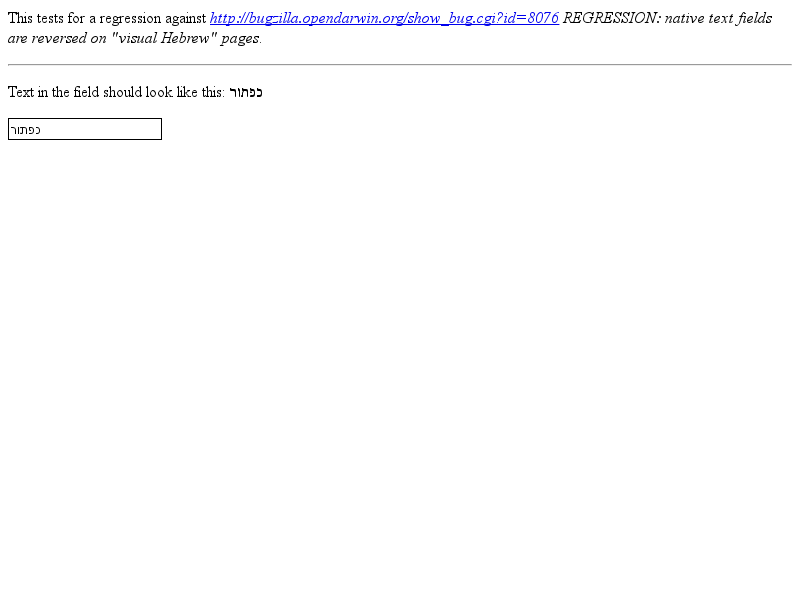 This tests for a regression against http://bugzilla.opendarwin.org/show_bug.cgi?id=8076 REGRESSION: native text fields
are reversed on "visual Hebrew" pages.
Text in the field should look like this: כפתור
כפתור